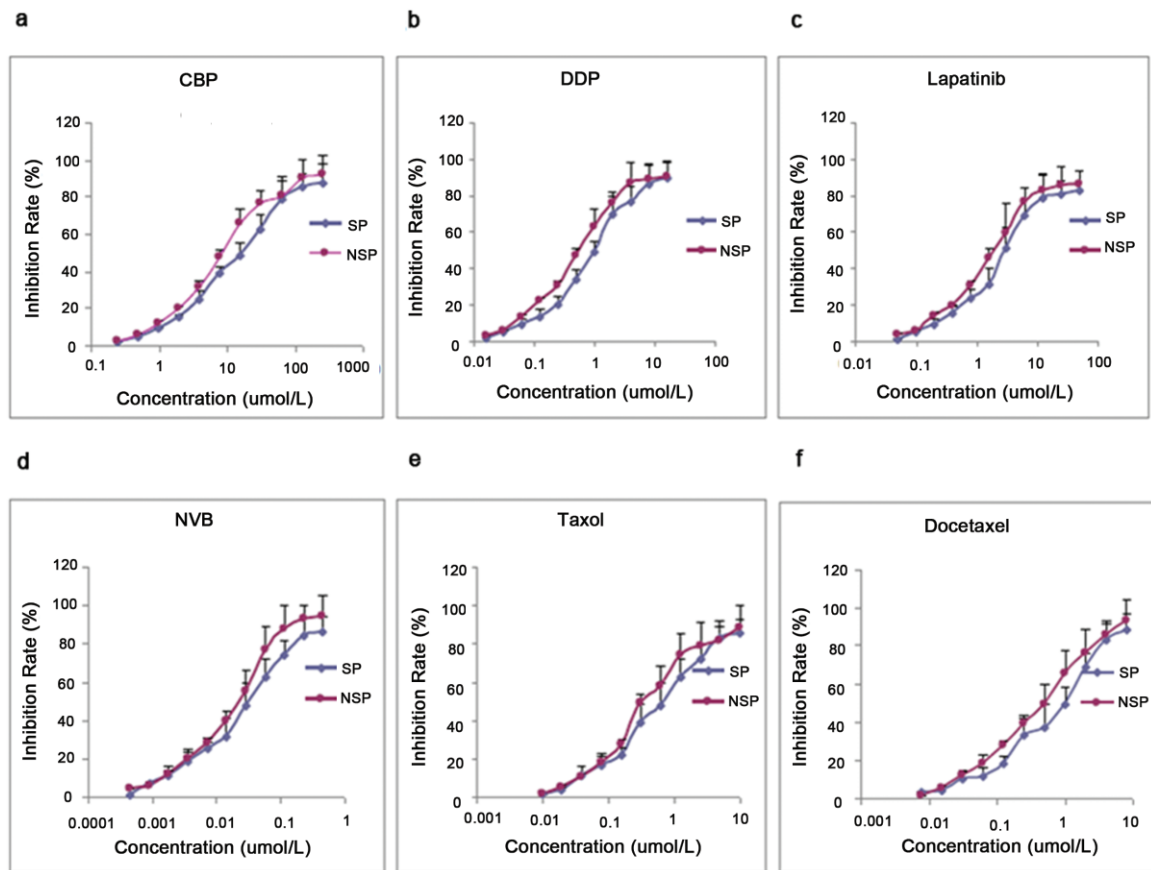 a
b
c
CBP
120
100
80
60
40
20
0
Inhibition Rate (%)
0.1
1
10
100
1000
Concentration (umol/L)
SP
NSP
DDP
120
100
80
60
40
20
0
Inhibition Rate (%)
0.01
0.1
1
10
100
Concentration (umol/L)
SP
NSP
Lapatinib
120
100
80
60
40
20
0
Inhibition Rate (%)
0.01
0.1
1
10
100
Concentration (umol/L)
SP
NSP
d
e
f
NVB
120
100
80
60
40
20
0
Inhibition Rate (%)
0.0001
0.001
0.01
0.1
1
Concentration (umol/L)
SP
NSP
Taxol
120
100
80
60
40
20
0
Inhibition Rate (%)
0.001
0.01
0.1
1
10
Concentration (umol/L)
SP
NSP
Docetaxel
120
100
80
60
40
20
0
Inhibition Rate (%)
0.001
0.01
0.1
1
10
Concentration (umol/L)
SP
NSP